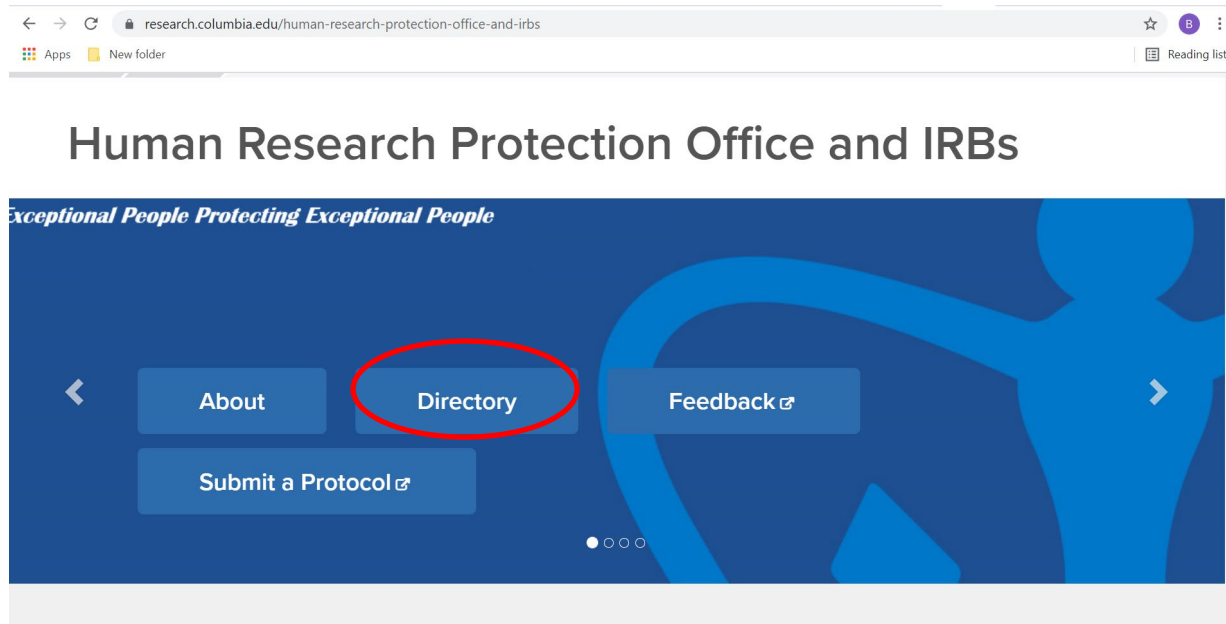 research.columbia.edu/human-research-protection-office-and-irbs
B
Apps New folder Reading list
Human Research Protection Office and IRBs
Exceptional People Protecting Exceptional People
About Directory Feedback
Submit a Protocol